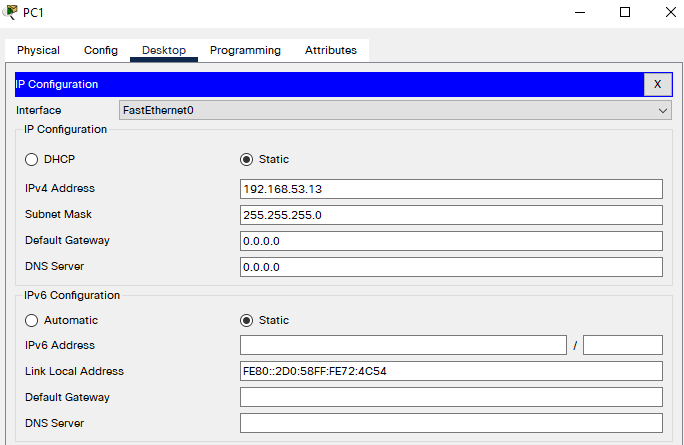 PC1
Physical Config Desktop Programming Attributes
IP Configuration X
Interface FastEthernet0
IP Configuration
DHCP Static
IPv4 Address 192.168.53.13
Subnet Mask 255.255.255.0
Default Gateway 0.0.0.0
DNS Server 0.0.0.0
IPv6 Configuration
Automatic Static
IPv6 Address /
Link Local Address FE80::2D0:58FF:FE72:4C54
Default Gateway
DNS Server